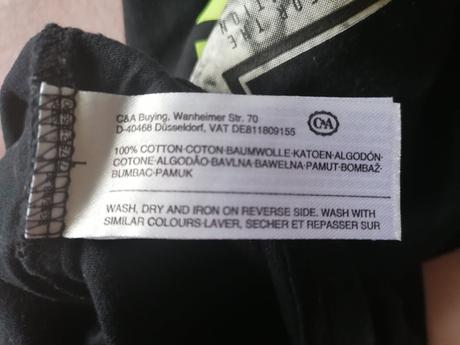 FOR THE
C&A Buying, Wanheimer Str. 70
D-40468 Düsseldorf, VAT DE811809155
C&A
100% COTTON·COTON·BAUMWOLLE·KATOEN·ALGODÓN·
COTONE·ALGODÃO·BAVLNA·BAWEŁNA·PAMUT·BOMBAŽ·
BUMBAC·PAMUK
WASH, DRY AND IRON ON REVERSE SIDE. WASH WITH
SIMILAR COLOURS·LAVER, SECHER ET REPASSER SUR